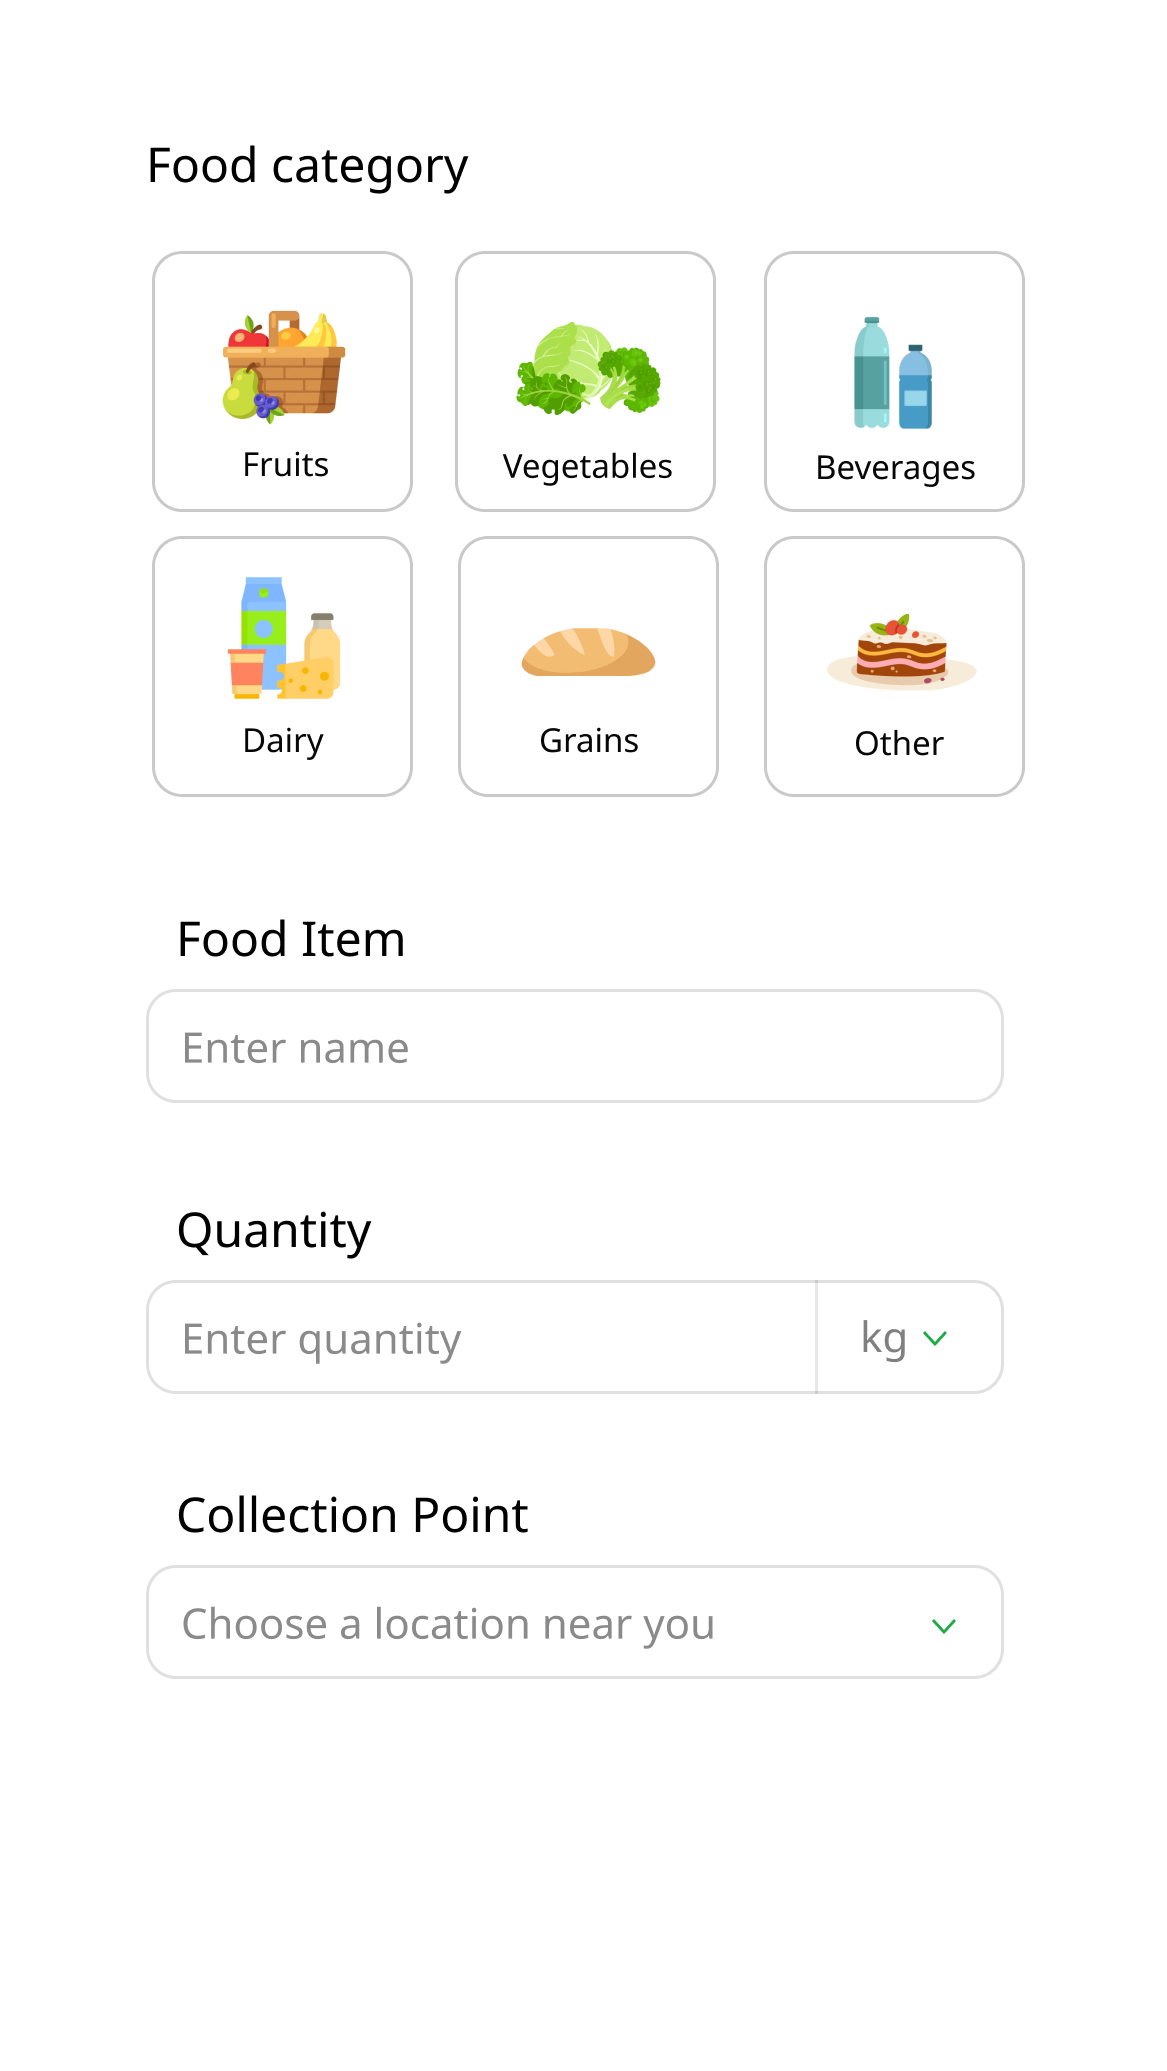 Food category
Fruits
Vegetables
Beverages
Dairy
Grains
Other
Food Item
Enter name
Quantity
Enter quantity
kg
Collection Point
Choose a location near you